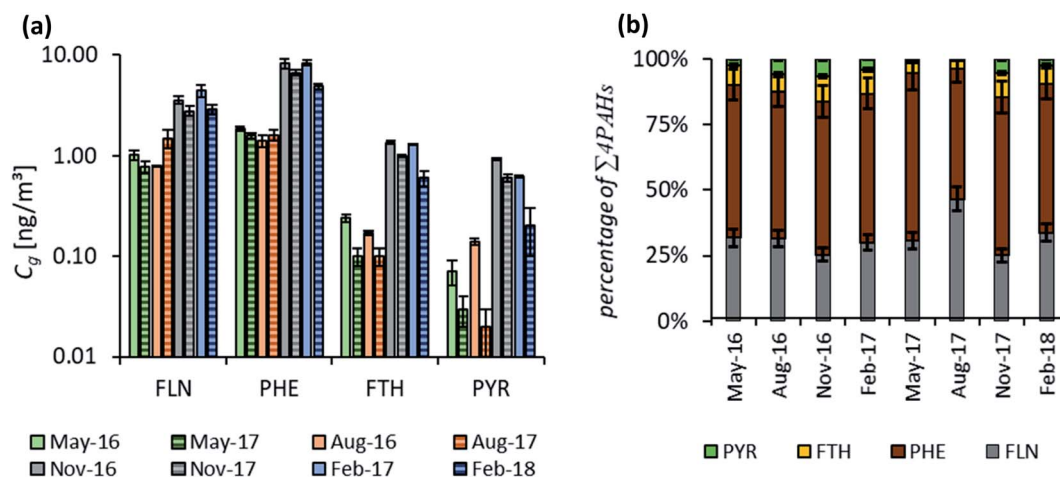 (a)
10.00
1.00
0.10
0.01
C_g [ng/m³]
FLN PHE FTH PYR
May-16 May-17 Aug-16 Aug-17
Nov-16 Nov-17 Feb-17 Feb-18
(b)
100%
75%
50%
25%
0%
percentage of ∑4PAHs
May-16
Aug-16
Nov-16
Feb-17
May-17
Aug-17
Nov-17
Feb-18
PYR FTH PHE FLN